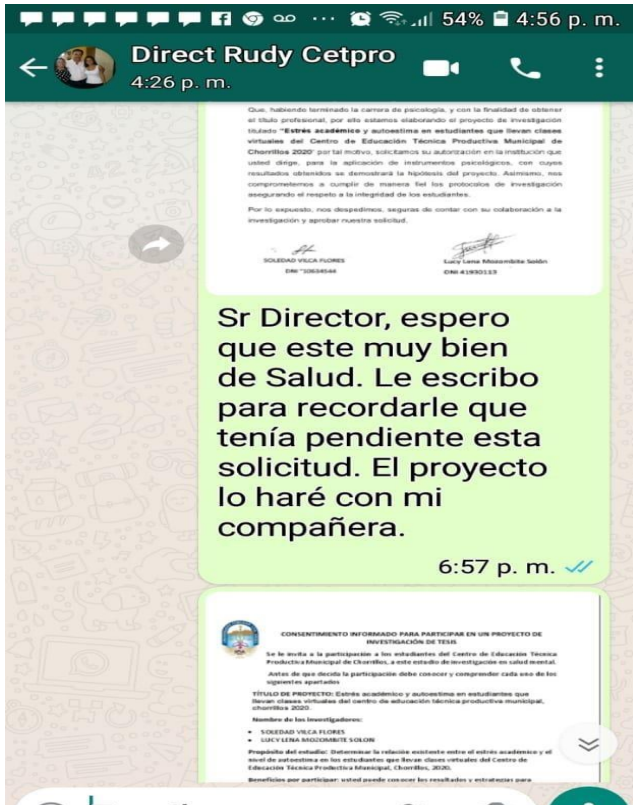 54% 4:56 p. m.
Direct Rudy Cetpro
4:26 p. m.
Que, habiendo terminado la carrera de psicología, y con la finalidad de obtener
el título profesional, por ello estamos elaborando el proyecto de investigación
titulado "Estrés académico y autoestima en estudiantes que llevan clases
virtuales del Centro de Educación Técnica Productiva Municipal de
Chorrillos 2020" por tal motivo, solicitamos su autorización en la institución que
usted dirige, para la aplicación de instrumentos psicológicos, con cuyos
resultados obtenidos se demostrará la hipótesis del proyecto. Asimismo, nos
comprometemos a cumplir de manera fiel los protocolos de investigación
asegurando el respeto a la integridad de los estudiantes.
Por lo expuesto, nos despedimos, seguras de contar con su colaboración a la
investigación y aprobar nuestra solicitud.
SOLEDAD VILCA FLORES Lucy Lena Mozombite Solón
DNI °10634544 DNI 41930113
Sr Director, espero
que este muy bien
de Salud. Le escribo
para recordarle que
tenía pendiente esta
solicitud. El proyecto
lo haré con mi
compañera.
6:57 p. m.
CONSENTIMIENTO INFORMADO PARA PARTICIPAR EN UN PROYECTO DE
INVESTIGACIÓN DE TESIS
Se le invita a la participación a los estudiantes del Centro de Educación Técnica
Productiva Municipal de Chorrillos, a este estudio de investigación en salud mental.
Antes de que decida la participación debe conocer y comprender cada uno de los
siguientes apartados
TÍTULO DE PROYECTO: Estrés académico y autoestima en estudiantes que
llevan clases virtuales del centro de educación técnica productiva municipal,
chorrillos 2020.
Nombre de los investigadores:
• SOLEDAD VILCA FLORES
• LUCY LENA MOZOMBITE SOLON
Propósito del estudio: Determinar la relación existente entre el estrés académico y el
nivel de autoestima en los estudiantes que llevan clases virtuales del Centro de
Educación Técnica Productiva Municipal, Chorrillos, 2020.
Beneficios por participar: usted puede conocer los resultados y estrategias para